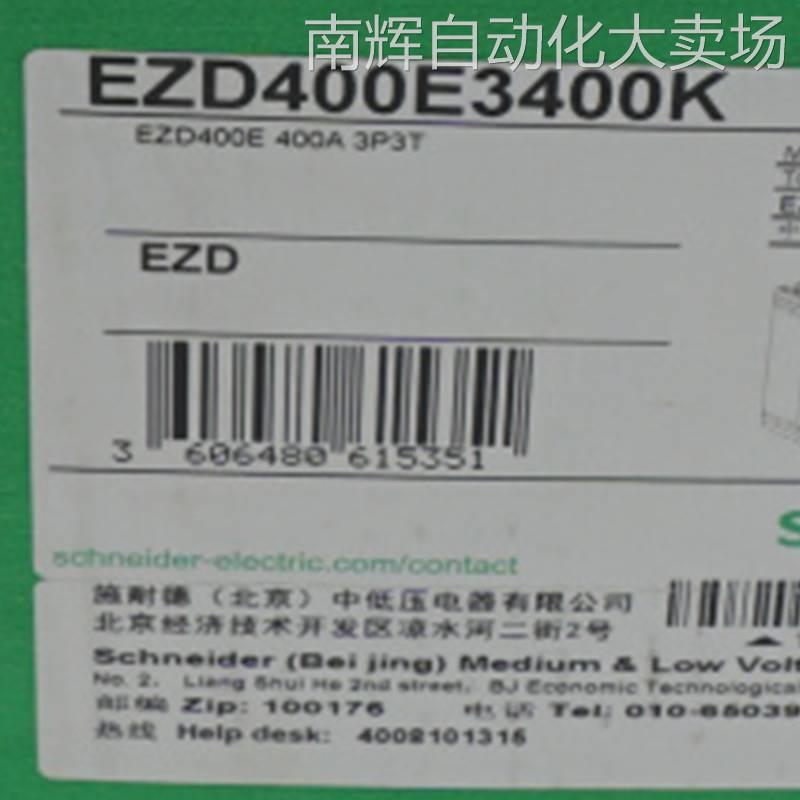 南辉自动化大卖场
EZD400E3400K
EZD400E 400A 3P3T
EZD
3 606480 615351
schneider-electric.com/contact
施耐德（北京）中低压电器有限公司
北京经济技术开发区凉水河二街2号
Schneider (Beijing) Medium & Low Volt
No. 2, Liang Shui He 2nd street, BJ Economic Technnological
邮编 Zip: 100176 电话 Tel: 010-65039
热线 Help desk: 4008101315